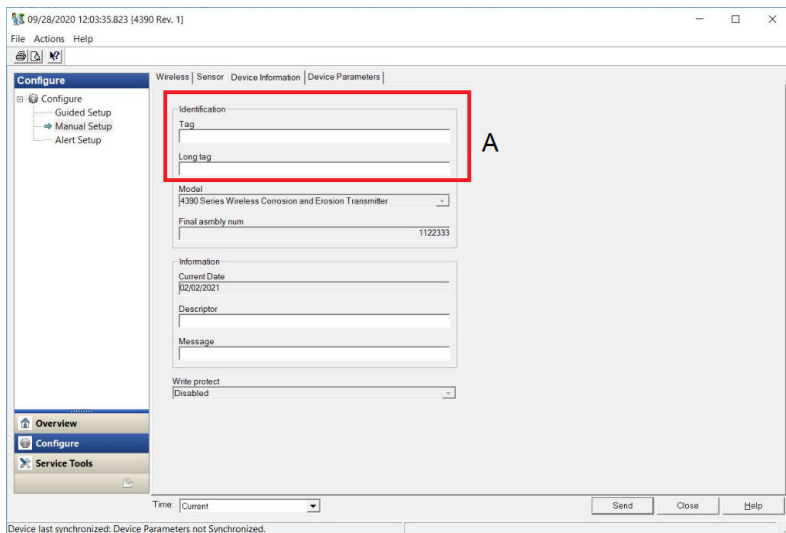 09/28/2020 12:03:35.823 [4390 Rev. 1]
File Actions Help
Configure
Configure
Guided Setup
Manual Setup
Alert Setup
Wireless Sensor Device Information Device Parameters
Identification
Tag
Long tag
A
Model
4390 Series Wireless Corrosion and Erosion Transmitter
Final asmbly num
1122333
Information
Current Date
02/02/2021
Descriptor
Message
Write protect
Disabled
Overview
Configure
Service Tools
Time: Current
Send Close Help
Device last synchronized: Device Parameters not Synchronized.